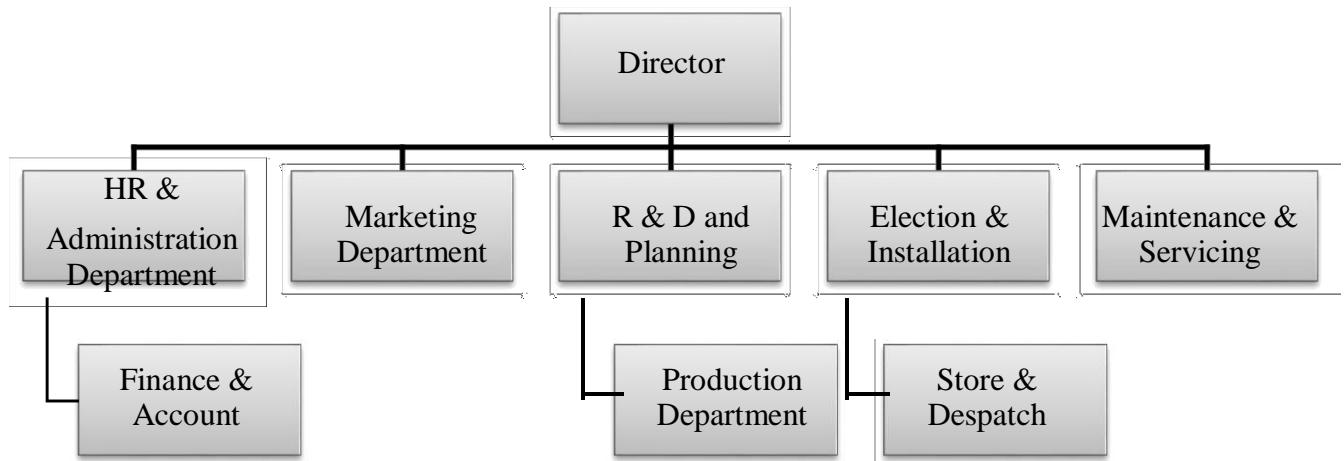 Director
HR &
Administration
Department
Marketing
Department
R & D and
Planning
Election &
Installation
Maintenance &
Servicing
Finance &
Account
Production
Department
Store &
Despatch